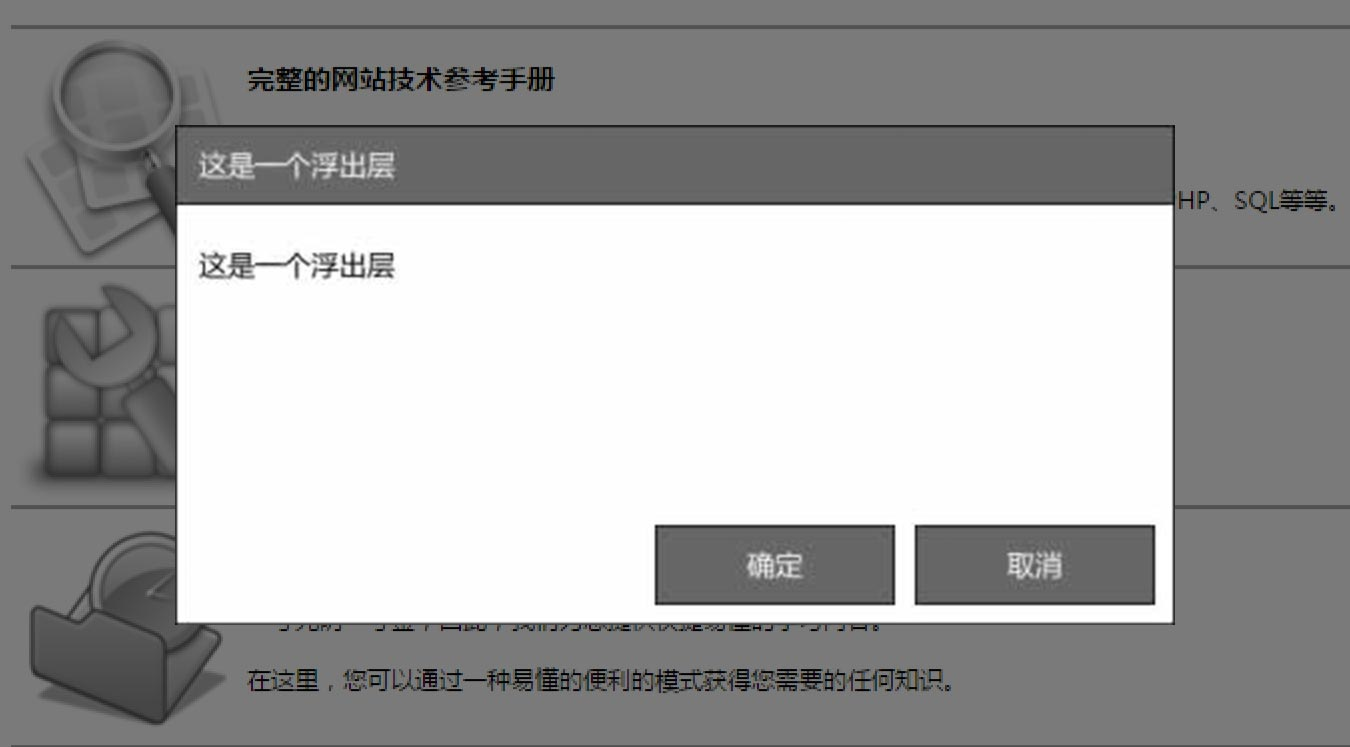 完整的网站技术参考手册
这是一个浮出层
HP、SQL等等。
这是一个浮出层
确定
取消
在这里，您可以通过一种易懂的便利的模式获得您需要的任何知识。